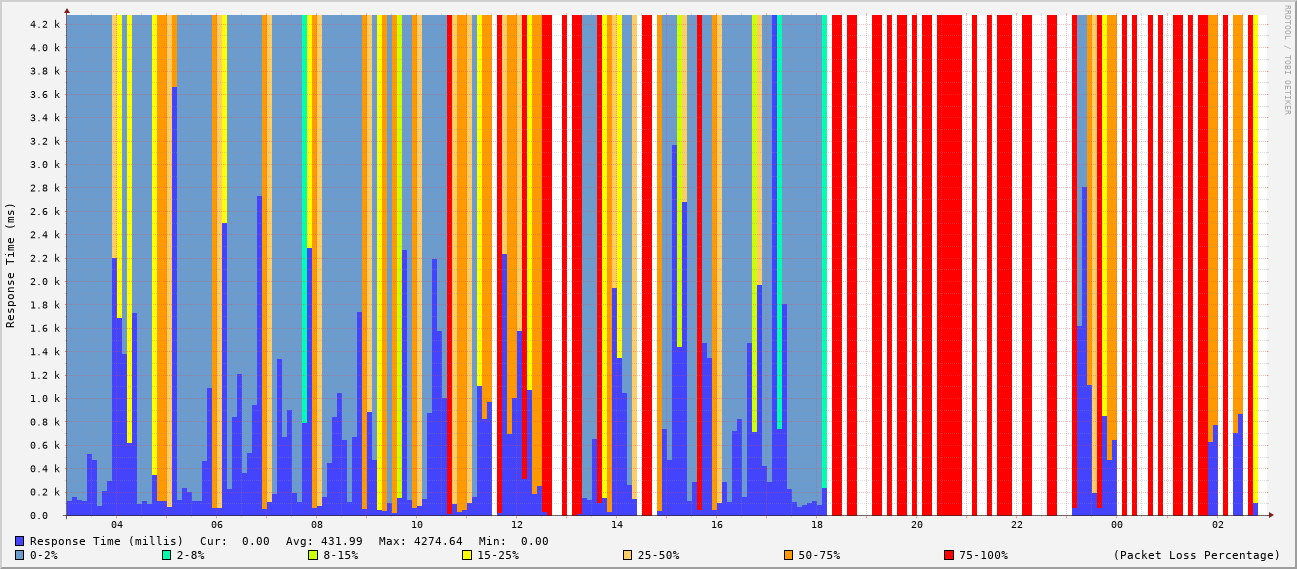 RRDTOOL / TOBI OETIKER
Response Time (ms)
4.2 k
4.0 k
3.8 k
3.6 k
3.4 k
3.2 k
3.0 k
2.8 k
2.6 k
2.4 k
2.2 k
2.0 k
1.8 k
1.6 k
1.4 k
1.2 k
1.0 k
0.8 k
0.6 k
0.4 k
0.2 k
0.0
04 06 08 10 12 14 16 18 20 22 00 02
Response Time (millis) Cur: 0.00 Avg: 431.99 Max: 4274.64 Min: 0.00
0-2% 2-8% 8-15% 15-25% 25-50% 50-75% 75-100% (Packet Loss Percentage)